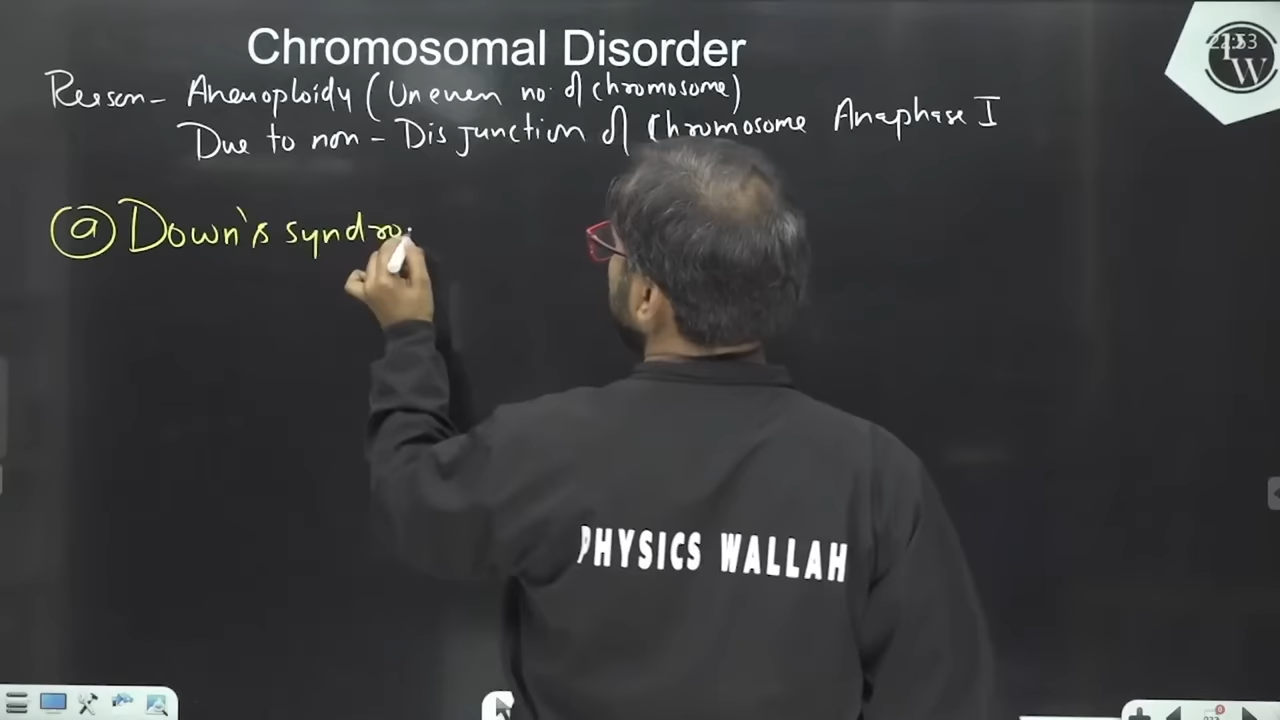 Chromosomal Disorder
Reason- Aneuploidy (Uneven no. of chromosome)
Due to non-Disjunction of Chromosome Anaphase I
a Down's syndro
PHYSICS WALLAH